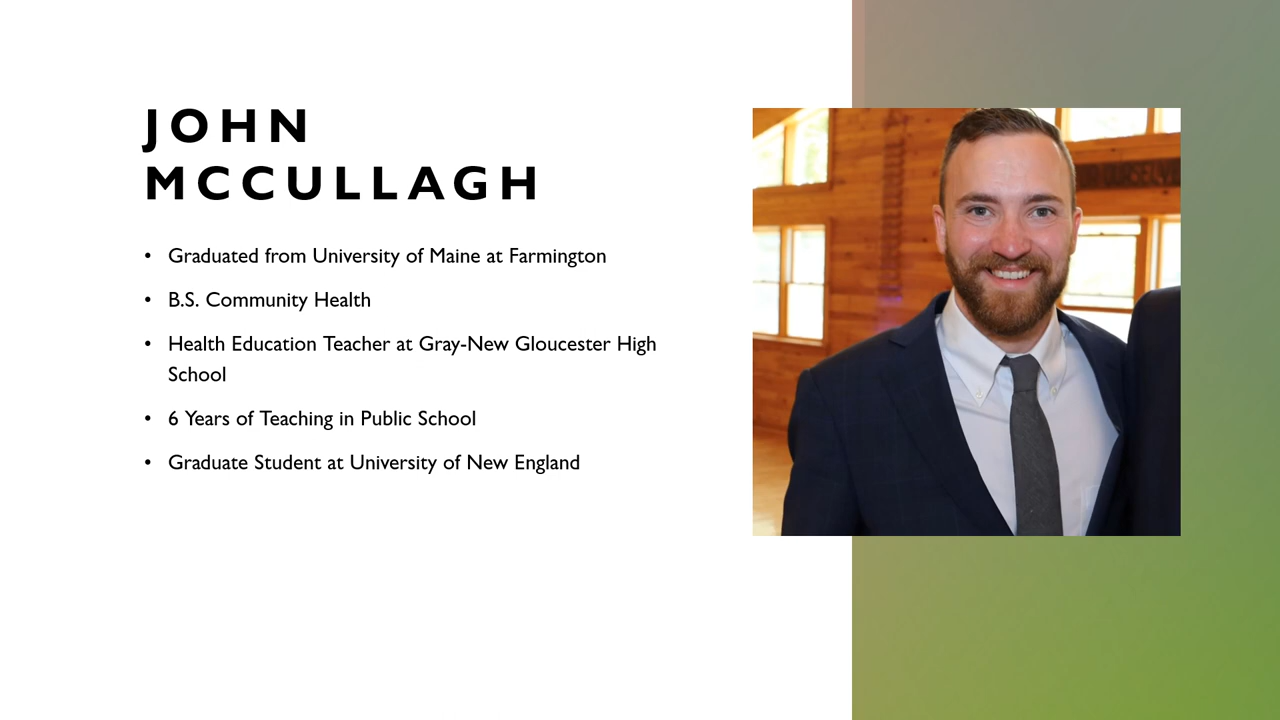 JOHN
MCCULLAGH
• Graduated from University of Maine at Farmington
• B.S. Community Health
• Health Education Teacher at Gray-New Gloucester High
School
• 6 Years of Teaching in Public School
• Graduate Student at University of New England